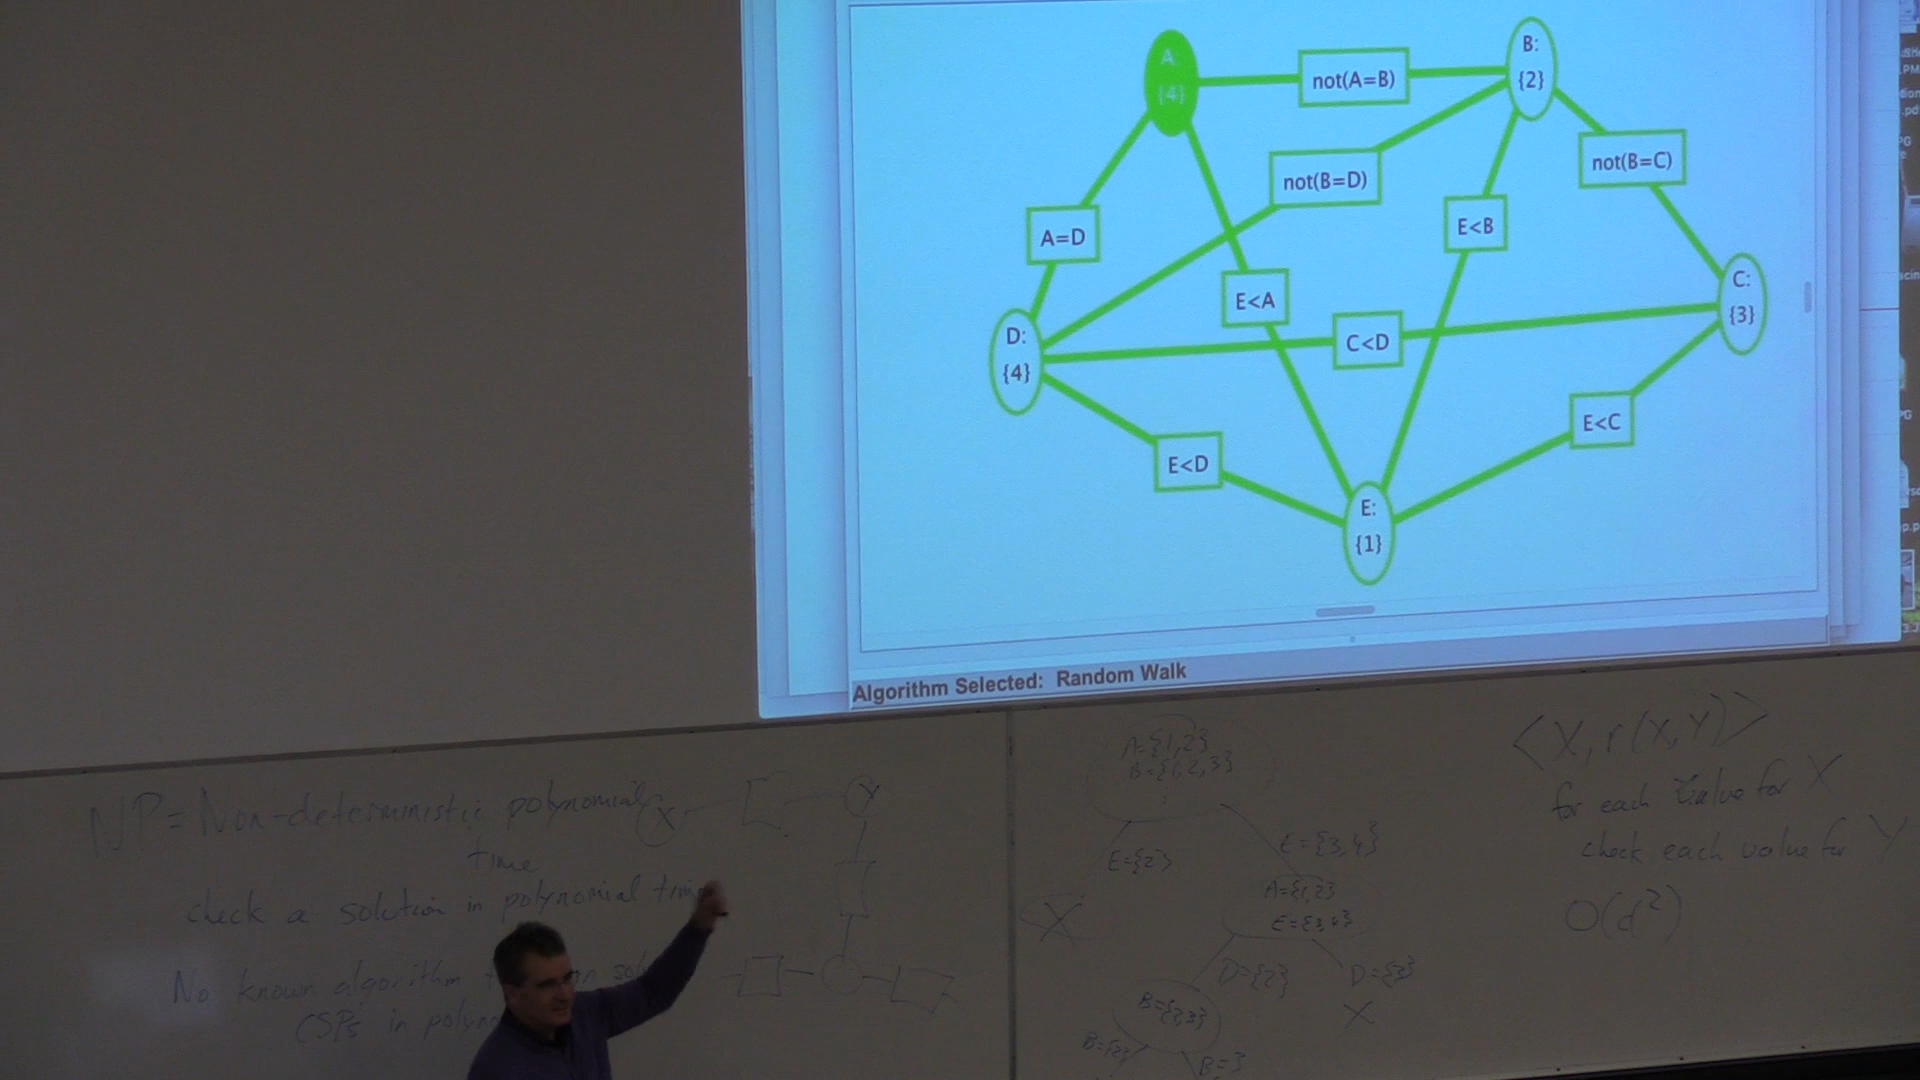 A
{4}
not(A=B)
B:
{2}
not(B=C)
not(B=D)
A=D
E<B
E<A
C:
{3}
D:
{4}
C<D
E<C
E<D
E:
{1}
Algorithm Selected: Random Walk
NP = Non-deterministic polynomial
time
check a solution in polynomial
No known algorithm
CSPs in
X
Y
A={1,2}
B={1,2,3}
E={2}
E={3,4}
X
A={1,2}
E={3,4}
D={2}
D={3}
X
B={2,3}
B={2}
B=3
<X, r(X,Y)>
for each value for X
check each value for Y
O(d²)